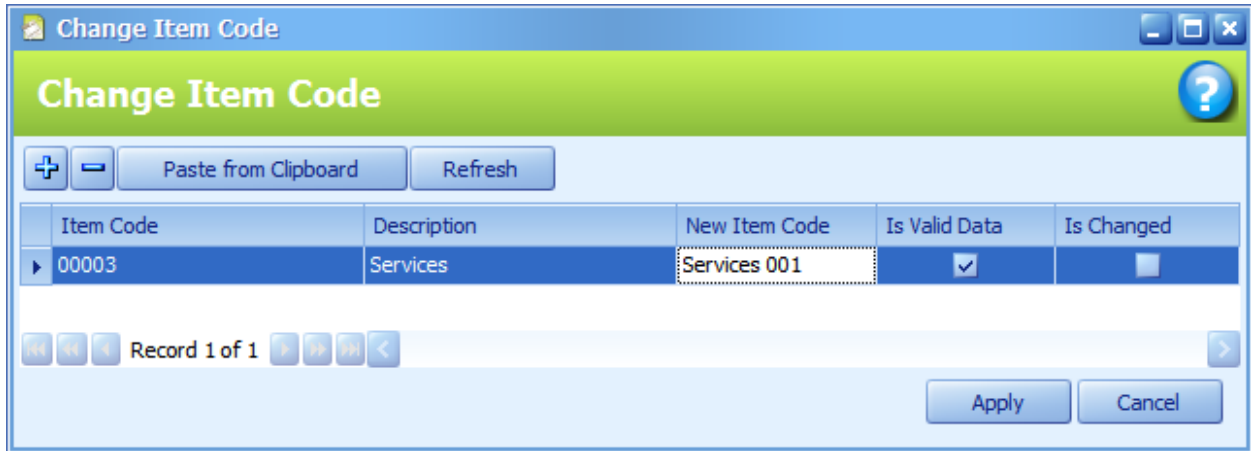 Change Item Code
Change Item Code
?
Paste from Clipboard Refresh
Item Code Description New Item Code Is Valid Data Is Changed
00003 Services Services 001
Record 1 of 1
Apply Cancel